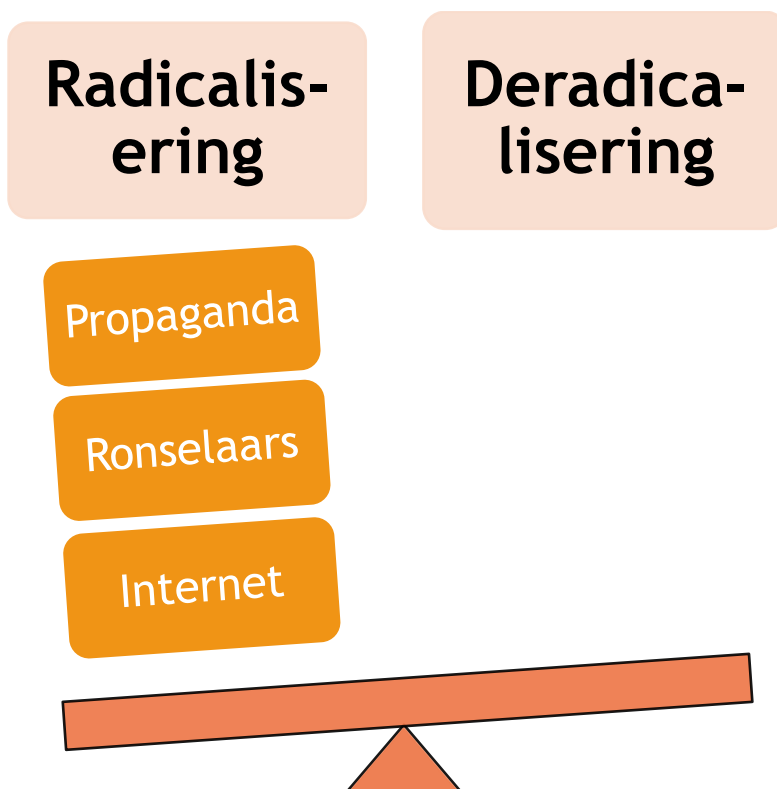 Radicalis-
ering
Deradica-
lisering
Propaganda
Ronselaars
Internet